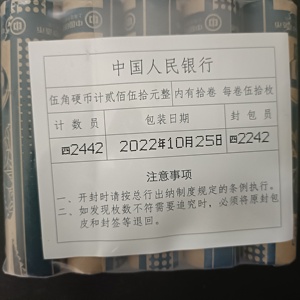 中国人民银行
伍角硬币计贰佰伍拾元整 内有拾卷 每卷伍拾枚
计数员 包装日期 封包员
四2442 2022年10月25日 四2242
注意事项
一、开封时请按总行出纳制度规定的条例执行。
二、如发现枚数不符需要追究时，必须将原封包
皮和封签等退回。